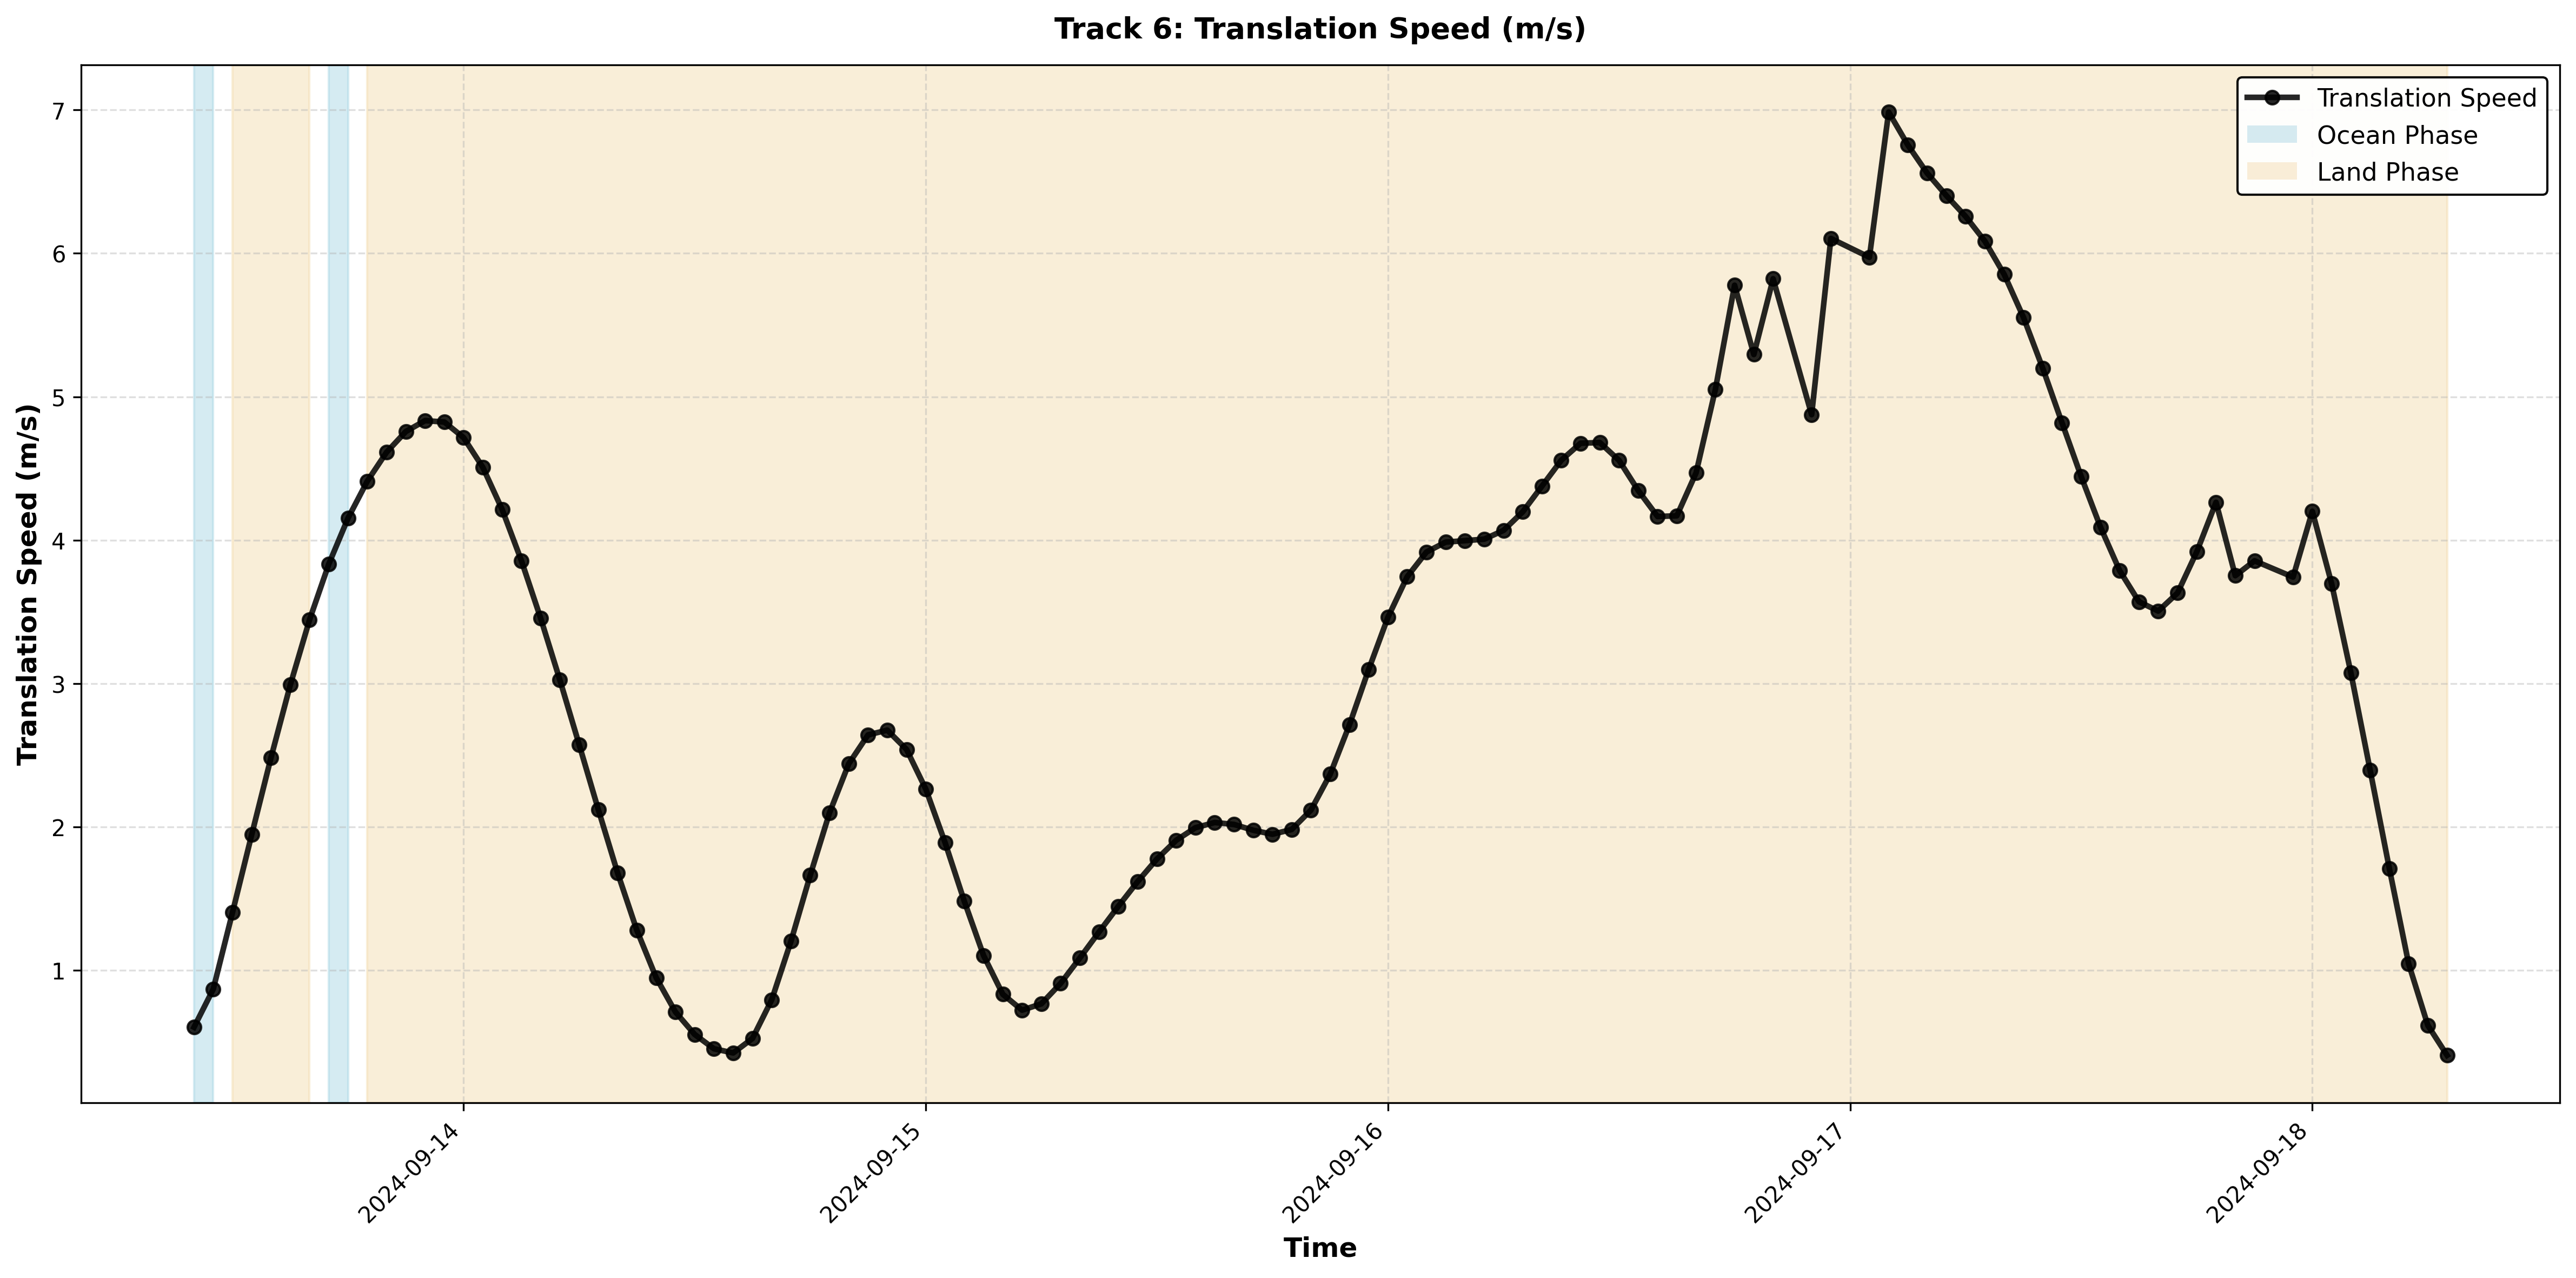 Track 6: Translation Speed (m/s)
Translation Speed (m/s)
7
6
5
4
3
2
1
Translation Speed
Ocean Phase
Land Phase
2024-09-14
2024-09-15
2024-09-16
2024-09-17
2024-09-18
Time